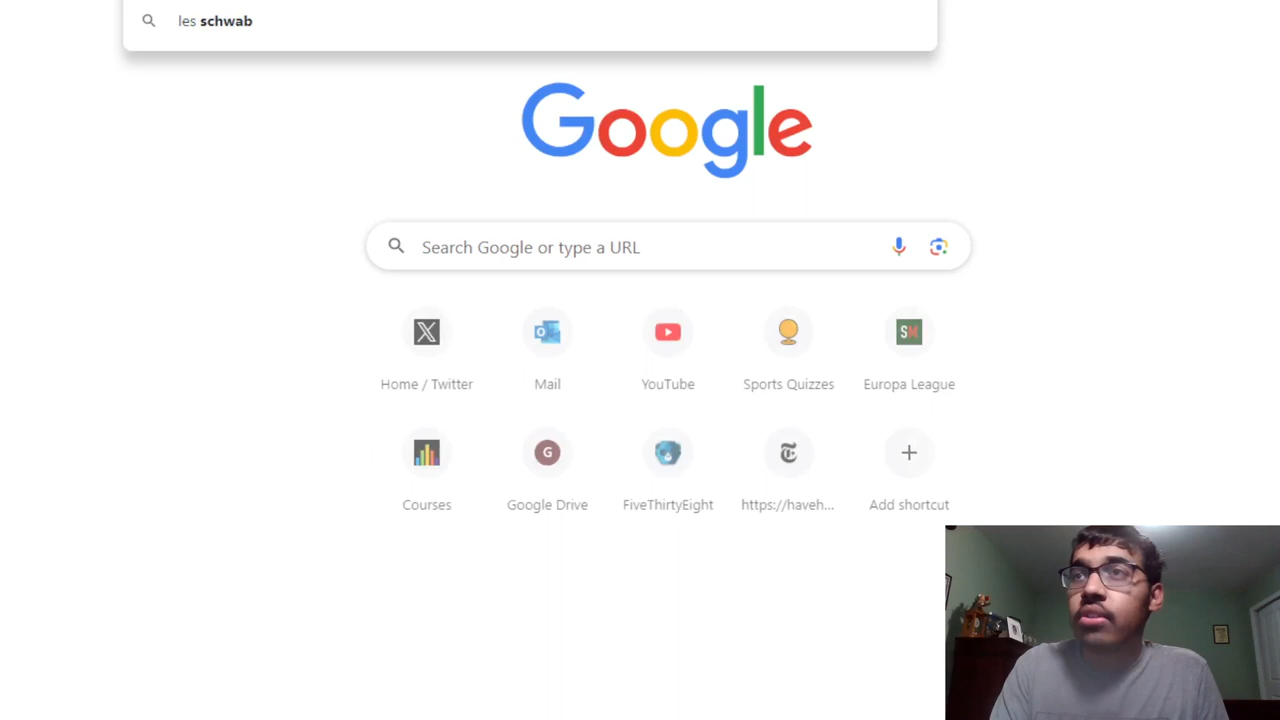 les schwab
Google
Search Google or type a URL
Home / Twitter
Mail
YouTube
Sports Quizzes
Europa League
SM
G
Courses
Google Drive
FiveThirtyEight
https://haveh...
Add shortcut